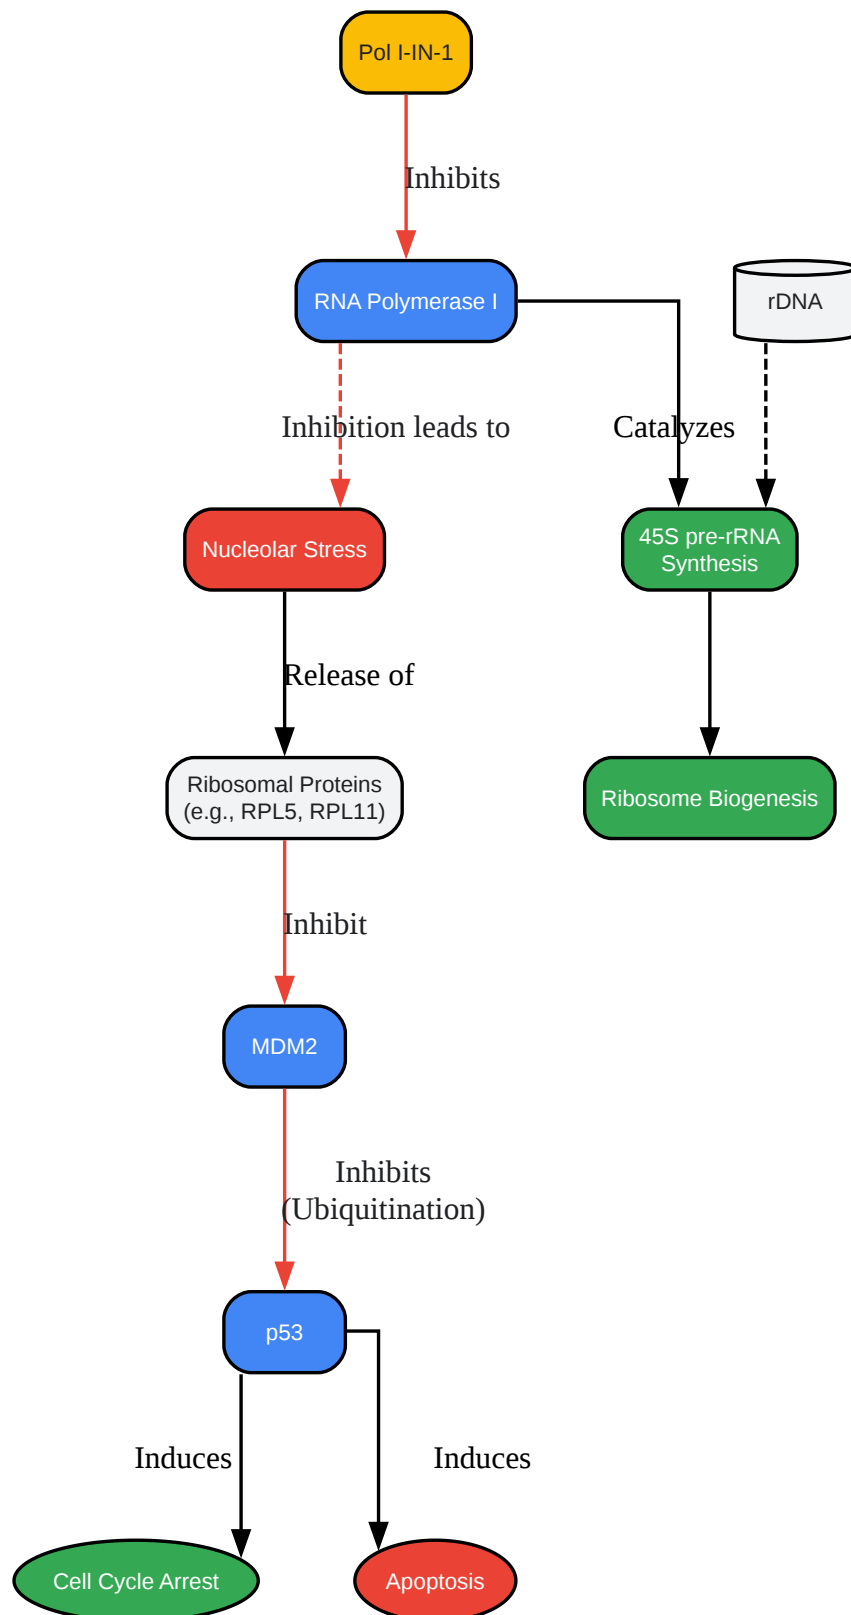 Pol I-IN-1
Inhibits
RNA Polymerase I
rDNA
Inhibition leads to
Catalyzes
Nucleolar Stress
45S pre-rRNA
Synthesis
Release of
Ribosomal Proteins
(e.g., RPL5, RPL11)
Ribosome Biogenesis
Inhibit
MDM2
Inhibits
(Ubiquitination)
p53
Induces
Induces
Cell Cycle Arrest
Apoptosis